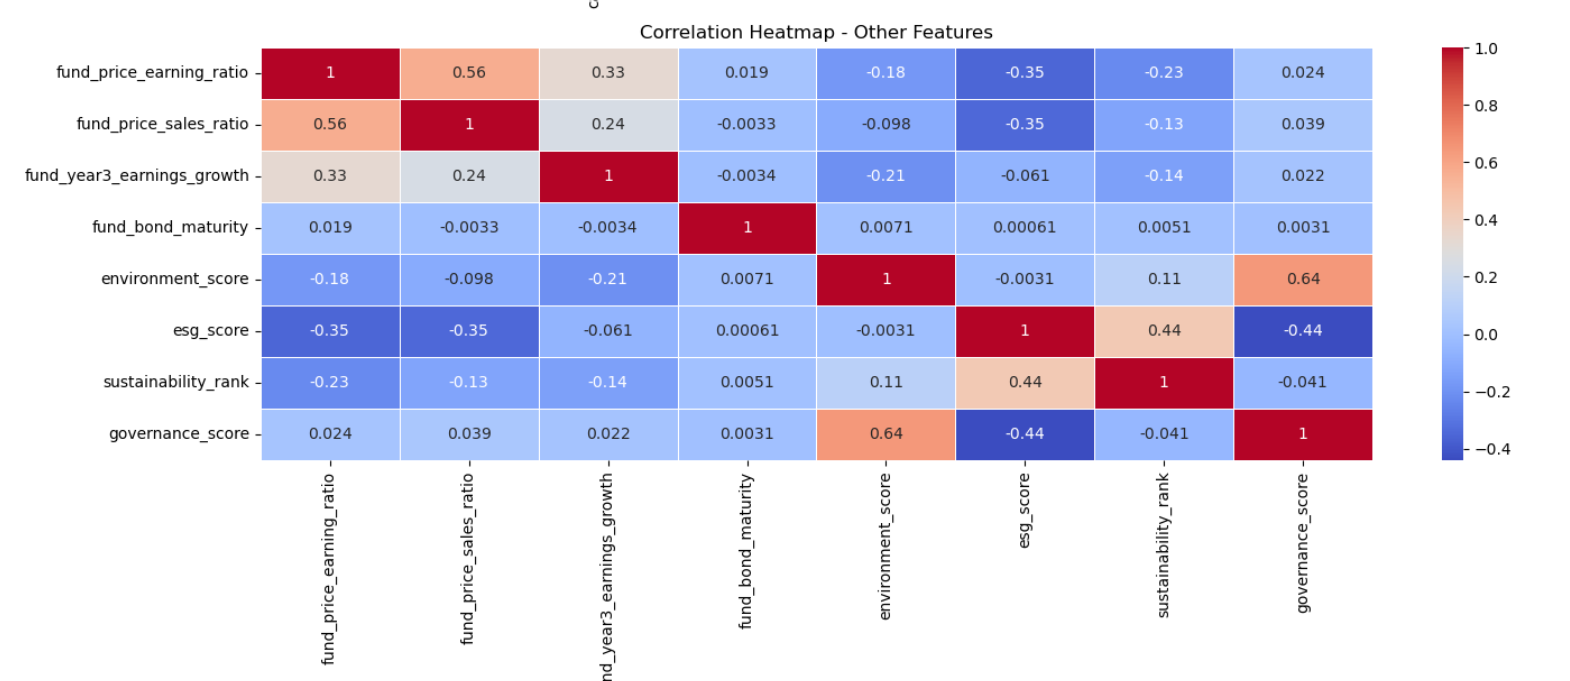 Correlation Heatmap - Other Features
fund_price_earning_ratio 1 0.56 0.33 0.019 -0.18 -0.35 -0.23 0.024
fund_price_sales_ratio 0.56 1 0.24 -0.0033 -0.098 -0.35 -0.13 0.039
fund_year3_earnings_growth 0.33 0.24 1 -0.0034 -0.21 -0.061 -0.14 0.022
fund_bond_maturity 0.019 -0.0033 -0.0034 1 0.0071 0.00061 0.0051 0.0031
environment_score -0.18 -0.098 -0.21 0.0071 1 -0.0031 0.11 0.64
esg_score -0.35 -0.35 -0.061 0.00061 -0.0031 1 0.44 -0.44
sustainability_rank -0.23 -0.13 -0.14 0.0051 0.11 0.44 1 -0.041
governance_score 0.024 0.039 0.022 0.0031 0.64 -0.44 -0.041 1
fund_price_earning_ratio
fund_price_sales_ratio
nd_year3_earnings_growth
fund_bond_maturity
environment_score
esg_score
sustainability_rank
governance_score
1.0
0.8
0.6
0.4
0.2
0.0
−0.2
−0.4